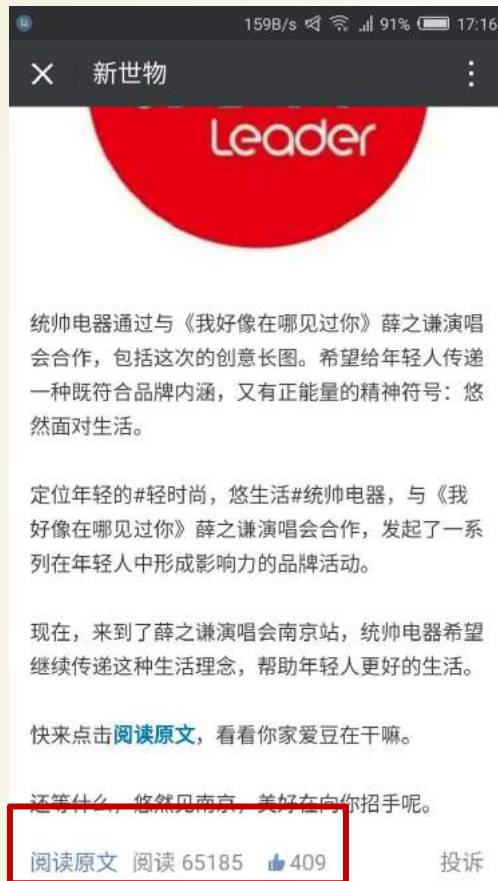 159B/s 91% 17:16
新世物
Leader
统帅电器通过与《我好像在哪见过你》薛之谦演唱
会合作，包括这次的创意长图。希望给年轻人传递
一种既符合品牌内涵，又有正能量的精神符号：悠
然面对生活。
定位年轻的#轻时尚，悠生活#统帅电器，与《我
好像在哪见过你》薛之谦演唱会合作，发起了一系
列在年轻人中形成影响力的品牌活动。
现在，来到了薛之谦演唱会南京站，统帅电器希望
继续传递这种生活理念，帮助年轻人更好的生活。
快来点击阅读原文，看看你家爱豆在干嘛。
还等什么，悠然见南京，美好在向你招手呢。
阅读原文 阅读 65185 409 投诉